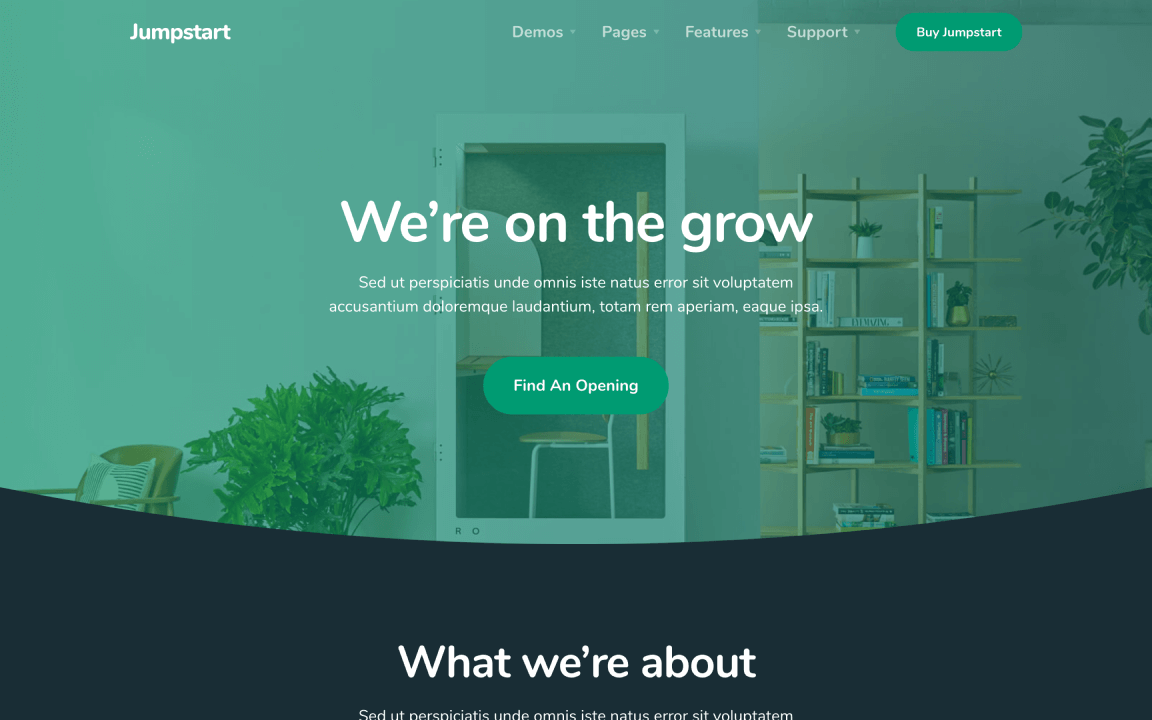 Jumpstart
Demos Pages Features Support Buy Jumpstart
We're on the grow
Sed ut perspiciatis unde omnis iste natus error sit voluptatem
accusantium doloremque laudantium, totam rem aperiam, eaque ipsa.
Find An Opening
R O
What we're about
Sed ut perspiciatis unde omnis iste natus error sit voluptatem